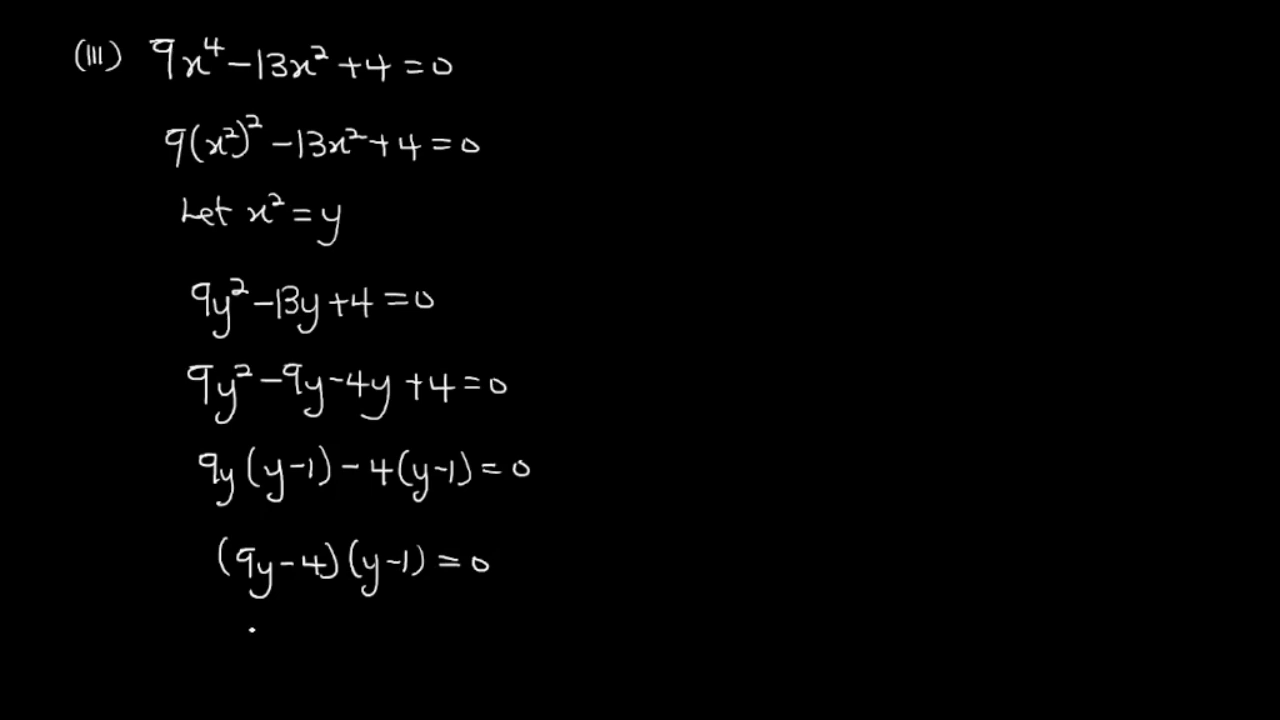 (III) 9x⁴ − 13x² + 4 = 0
9(x²)² − 13x² + 4 = 0
Let x² = y
9y² − 13y + 4 = 0
9y² − 9y − 4y + 4 = 0
9y(y−1) − 4(y−1) = 0
(9y − 4)(y−1) = 0